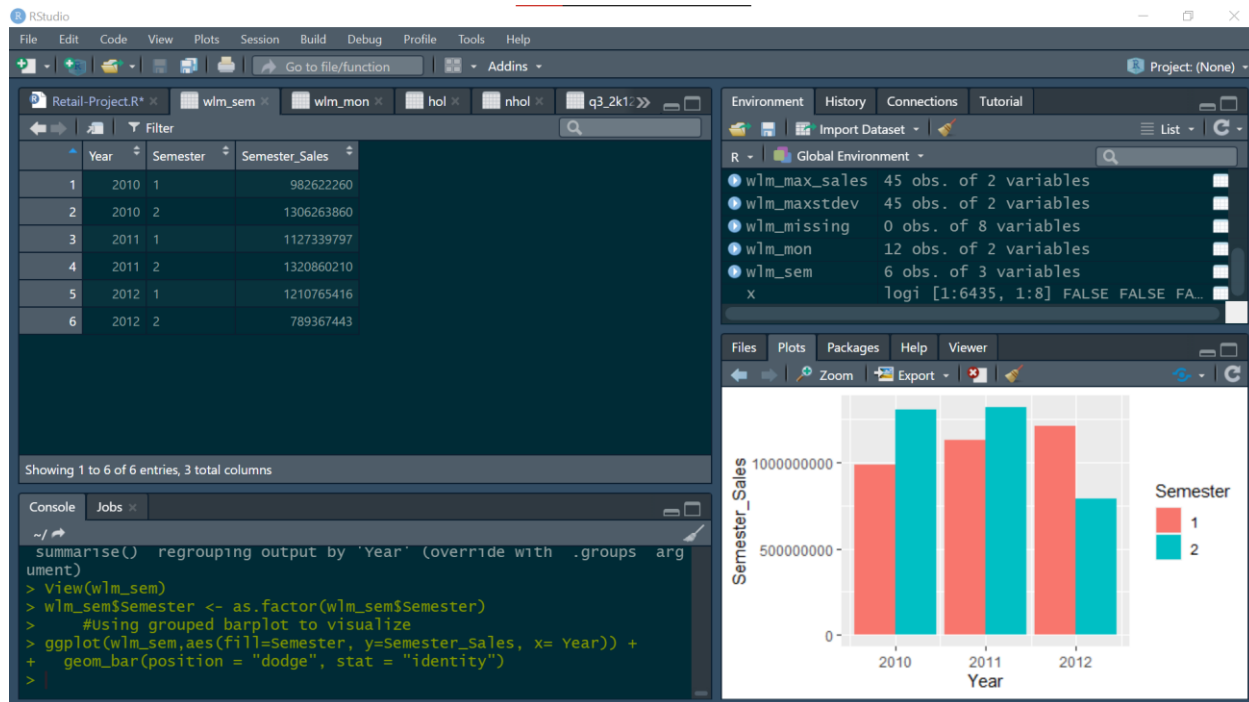 RStudio
File Edit Code View Plots Session Build Debug Profile Tools Help
Go to file/function Addins
Project: (None)
Retail-Project.R* wlm_sem wlm_mon hol nhol q3_2k12
Filter
Year Semester Semester_Sales
1 2010 1 982622260
2 2010 2 1306263860
3 2011 1 1127339797
4 2011 2 1320860210
5 2012 1 1210765416
6 2012 2 789367443
Showing 1 to 6 of 6 entries, 3 total columns
Console Jobs
~/
summarise() regrouping output by 'Year' (override with .groups arg
ument)
> View(wlm_sem)
> wlm_sem$Semester <- as.factor(wlm_sem$Semester)
> #Using grouped barplot to visualize
> ggplot(wlm_sem,aes(fill=Semester, y=Semester_Sales, x= Year)) +
+ geom_bar(position = "dodge", stat = "identity")
>
Environment History Connections Tutorial
Import Dataset List
R Global Environment
wlm_max_sales 45 obs. of 2 variables
wlm_maxstdev 45 obs. of 2 variables
wlm_missing 0 obs. of 8 variables
wlm_mon 12 obs. of 2 variables
wlm_sem 6 obs. of 3 variables
x logi [1:6435, 1:8] FALSE FALSE FA…
Files Plots Packages Help Viewer
Zoom Export
Semester_Sales
1000000000
500000000
0
2010 2011 2012
Year
Semester
1
2